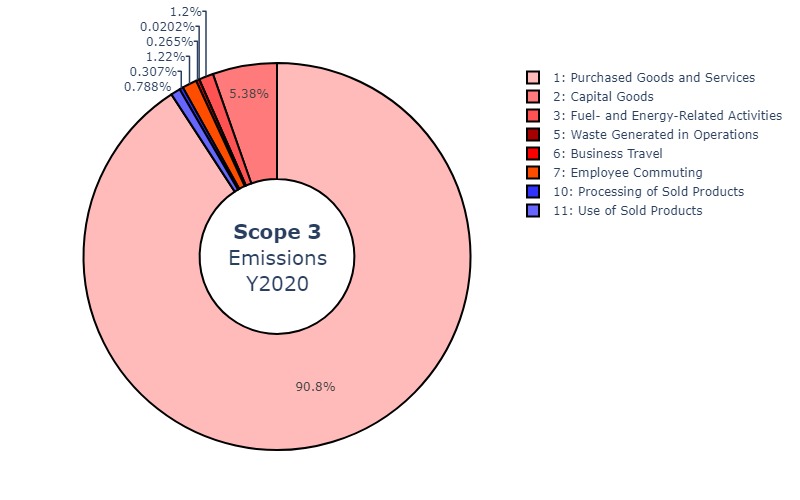 1.2%
0.0202%
0.265%
1.22%
0.307%
0.788%
5.38%
90.8%
Scope 3
Emissions
Y2020
1: Purchased Goods and Services
2: Capital Goods
3: Fuel- and Energy-Related Activities
5: Waste Generated in Operations
6: Business Travel
7: Employee Commuting
10: Processing of Sold Products
11: Use of Sold Products